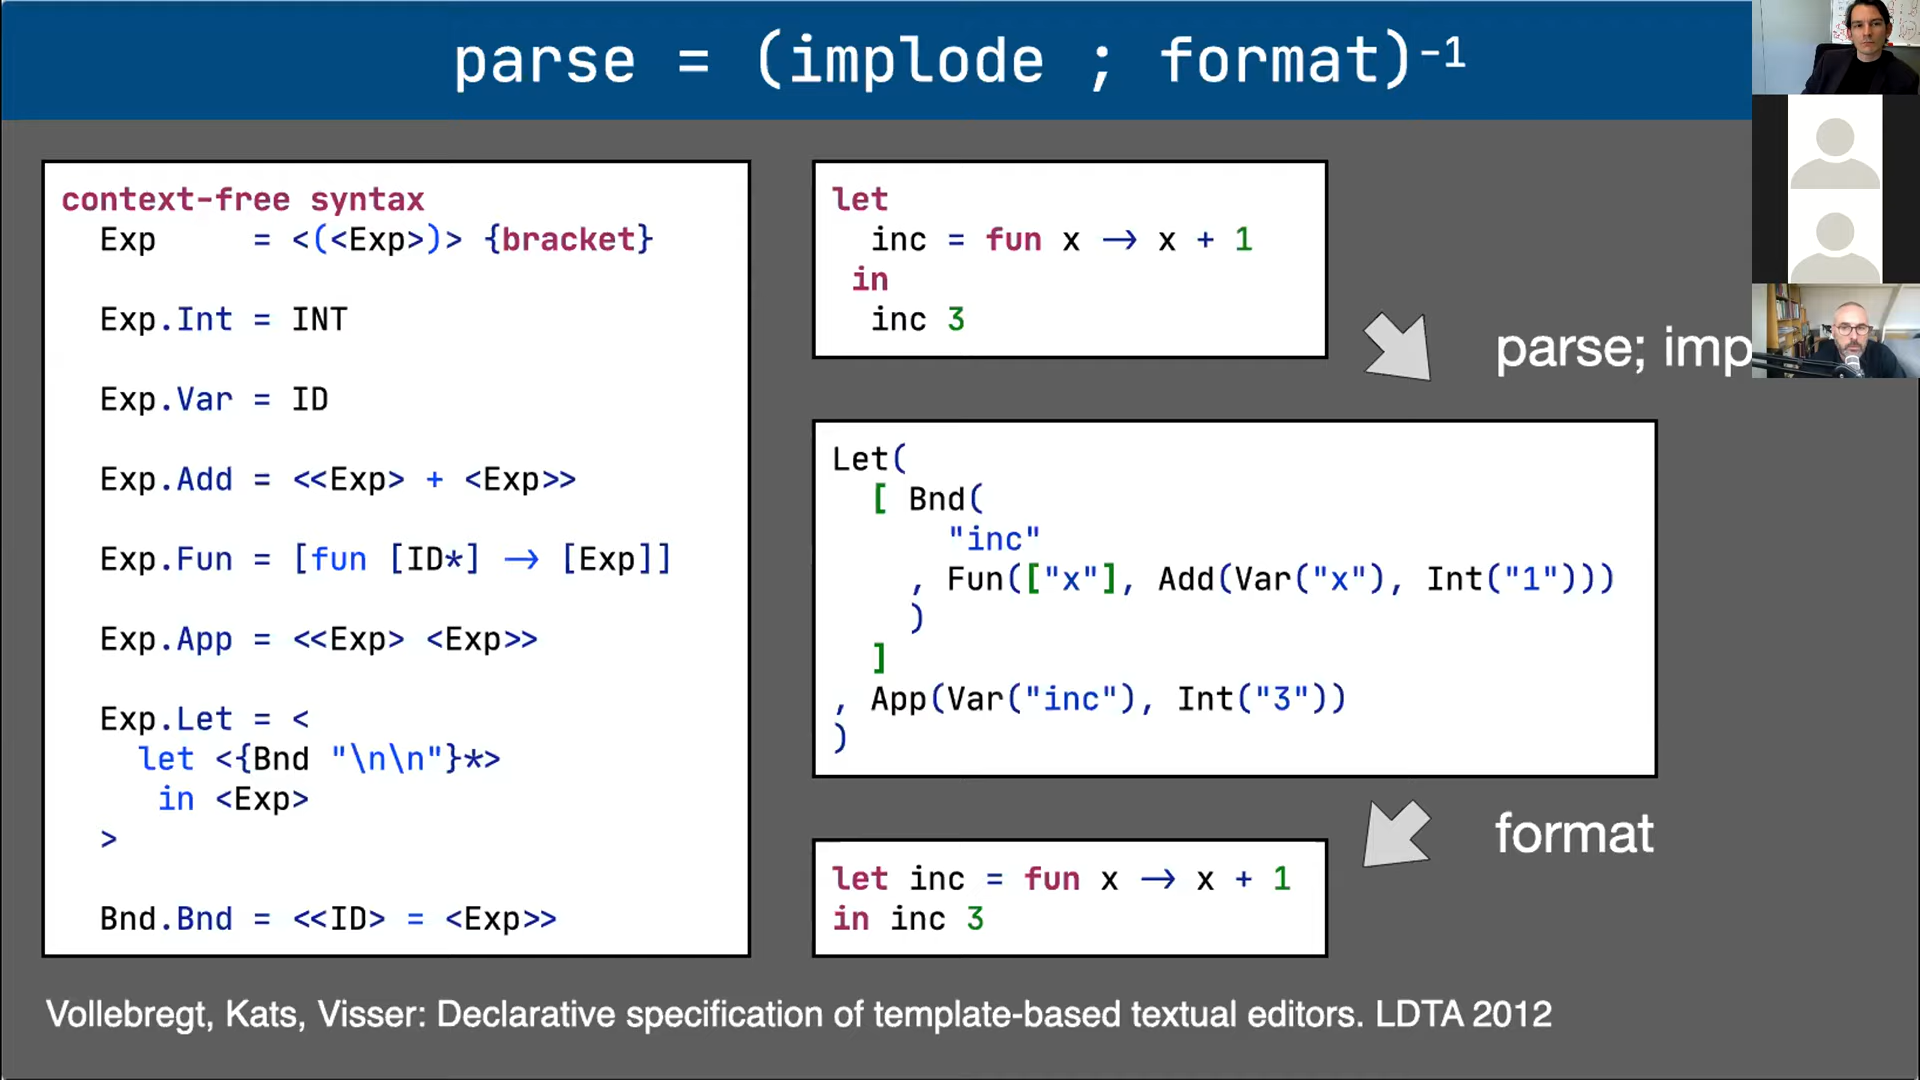 parse = (implode ; format)⁻¹
context-free syntax
Exp = <(<Exp>)> {bracket}
Exp.Int = INT
Exp.Var = ID
Exp.Add = <<Exp> + <Exp>>
Exp.Fun = [fun [ID*] → [Exp]]
Exp.App = <<Exp> <Exp>>
Exp.Let = <
let <{Bnd "\n\n"}*>
in <Exp>
>
Bnd.Bnd = <<ID> = <Exp>>
let
inc = fun x → x + 1
in
inc 3
parse; imp
Let(
[ Bnd(
"inc"
, Fun(["x"], Add(Var("x"), Int("1")))
)
]
, App(Var("inc"), Int("3"))
)
format
let inc = fun x → x + 1
in inc 3
Vollebregt, Kats, Visser: Declarative specification of template-based textual editors. LDTA 2012